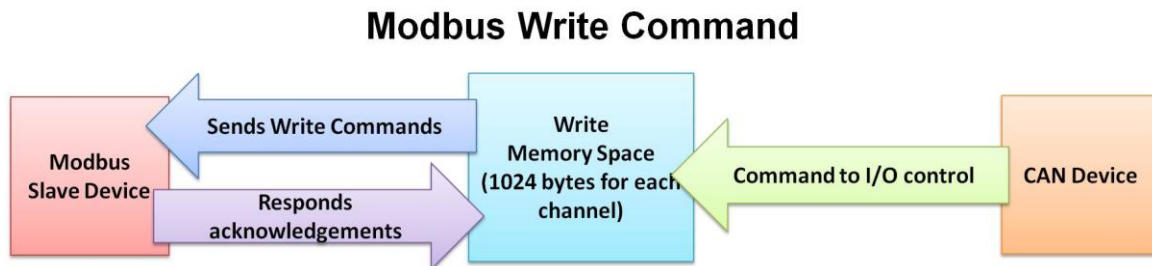 Modbus Write Command
Modbus
Slave Device
Sends Write Commands
Responds
acknowledgements
Write
Memory Space
(1024 bytes for each
channel)
Command to I/O control
CAN Device